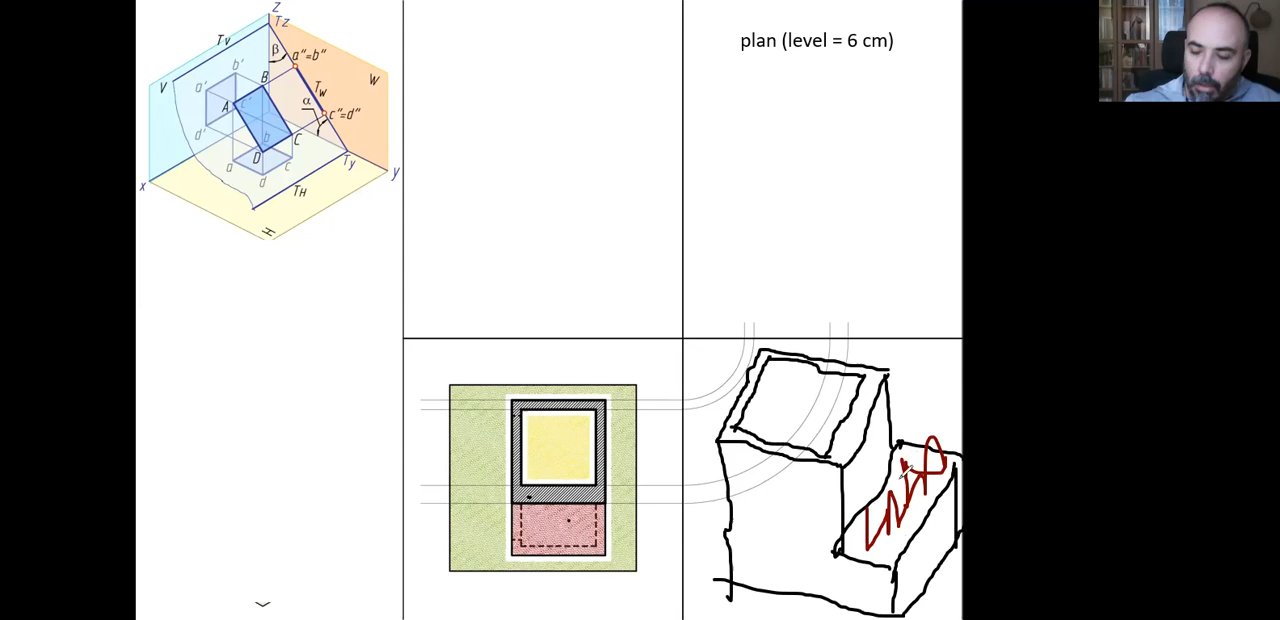 Z
Tz
Tv
β
a"=b"
W
V
b'
B
Tw
a'
A
c'
α
c"=d"
d'
b
C
D
Ty
a
c
x
d
TH
y
H
plan (level = 6 cm)